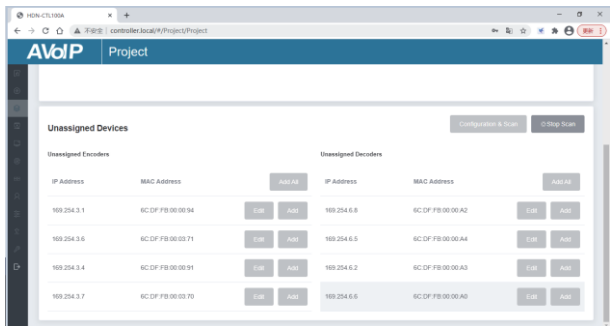 HDN-CTL100A
不安全 | controller.local/#/Project/Project
更新
AVoIP Project
Unassigned Devices
Configuration & Scan
Stop Scan
Unassigned Encoders
Unassigned Decoders
IP Address MAC Address Add All IP Address MAC Address Add All
169.254.3.1 6C:DF:FB:00:00:94 Edit Add 169.254.6.8 6C:DF:FB:00:00:A2 Edit Add
169.254.3.6 6C:DF:FB:00:03:71 Edit Add 169.254.6.5 6C:DF:FB:00:00:A4 Edit Add
169.254.3.4 6C:DF:FB:00:00:91 Edit Add 169.254.6.2 6C:DF:FB:00:00:A3 Edit Add
169.254.3.7 6C:DF:FB:00:03:70 Edit Add 169.254.6.6 6C:DF:FB:00:00:A0 Edit Add